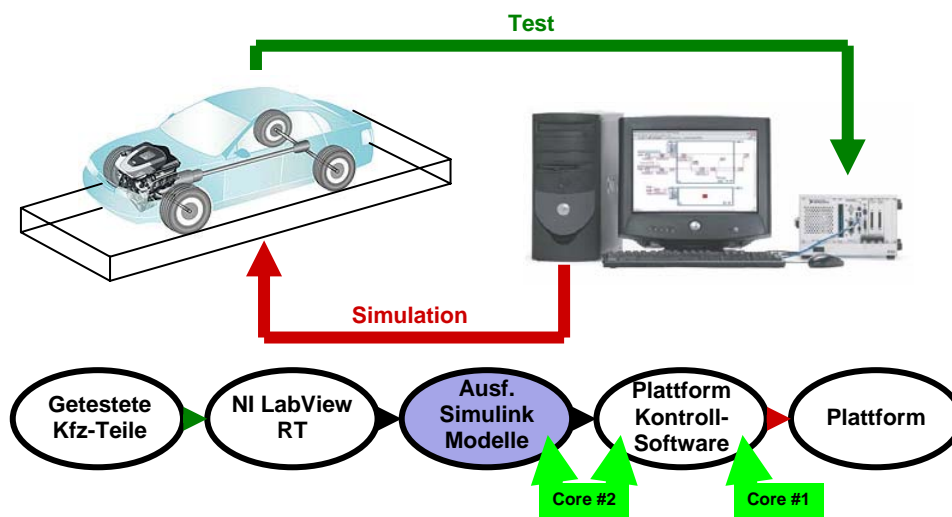 Test
Simulation
Getestete
Kfz-Teile
NI LabView
RT
Ausf.
Simulink
Modelle
Plattform
Kontroll-
Software
Plattform
Core #2
Core #1